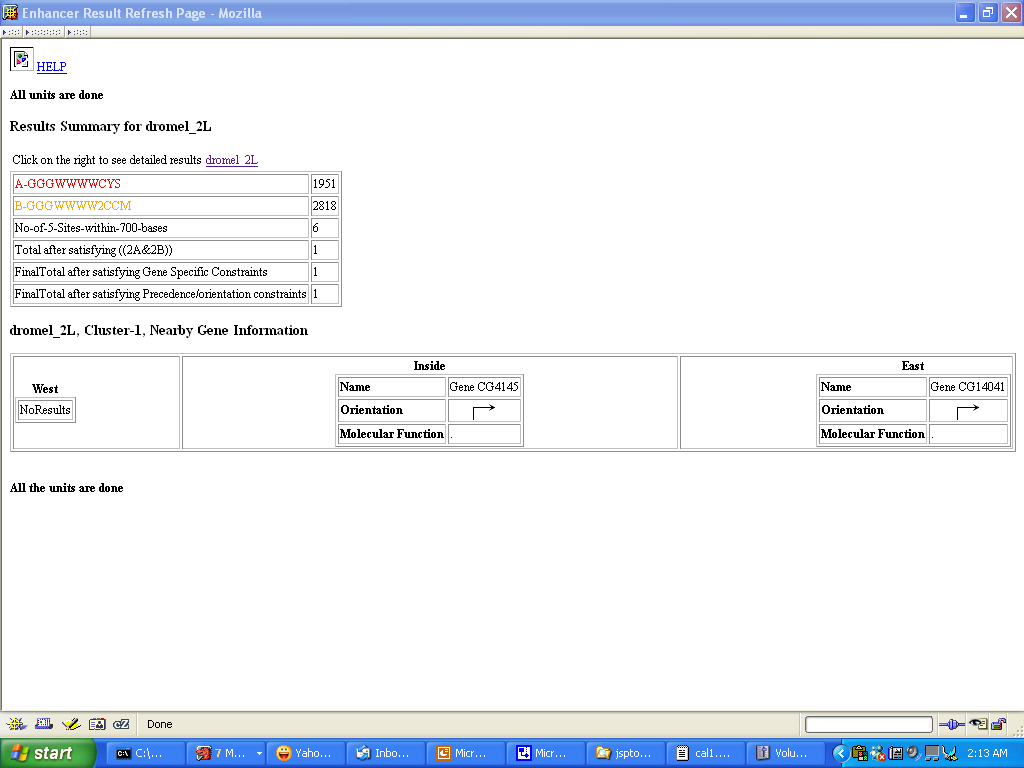 Enhancer Result Refresh Page - Mozilla
HELP
All units are done
Results Summary for dromel_2L
Click on the right to see detailed results dromel_2L
A-GGGWWWWCYS 1951
B-GGGWWWW2CCM 2818
No-of-5-Sites-within-700-bases 6
Total after satisfying ((2A&2B)) 1
FinalTotal after satisfying Gene Specific Constraints 1
FinalTotal after satisfying Precedence/orientation constraints 1
dromel_2L, Cluster-1, Nearby Gene Information
West
NoResults
Inside
Name Gene CG4145
Orientation
Molecular Function .
East
Name Gene CG14041
Orientation
Molecular Function .
All the units are done
Done
start C:\... 7 M... Yaho... Inbo... Micr... Micr... jspto... cal1.... Volu... 2:13 AM